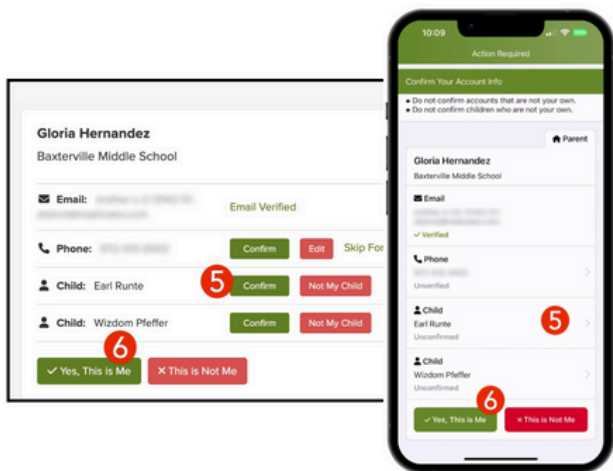 Gloria Hernandez
Baxterville Middle School
Email:
Email Verified
Phone:
Confirm Edit Skip For
Child: Earl Runte
5 Confirm Not My Child
Child: Wizdom Pfeffer
Confirm Not My Child
6
✓ Yes, This is Me × This is Not Me
10:09
Action Required
Confirm Your Account Info
▪ Do not confirm accounts that are not your own.
▪ Do not confirm children who are not your own.
Parent
Gloria Hernandez
Baxterville Middle School
Email
✓ Verified
Phone
Unverified
Child
Earl Runte
5
Unconfirmed
Child
Wizdom Pfeffer
Unconfirmed
6
✓ Yes, This is Me × This is Not Me